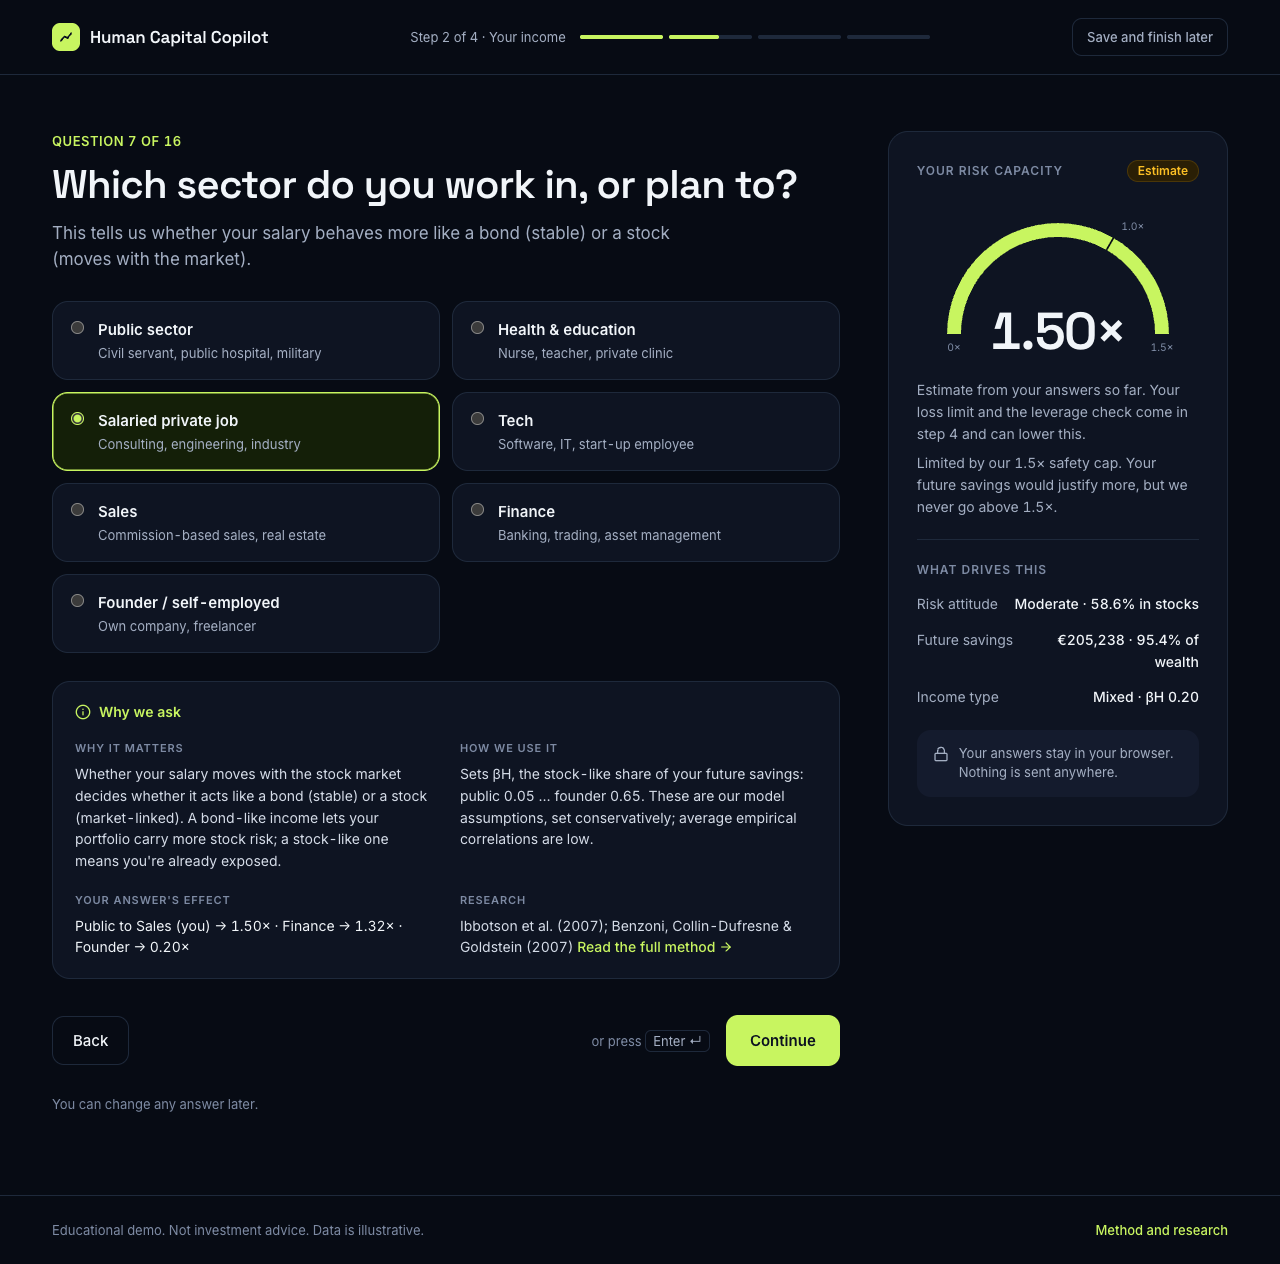 Human Capital Copilot
Step 2 of 4 · Your income
Save and finish later
QUESTION 7 OF 16
Which sector do you work in, or plan to?
This tells us whether your salary behaves more like a bond (stable) or a stock
(moves with the market).
Public sector
Civil servant, public hospital, military
Health & education
Nurse, teacher, private clinic
Salaried private job
Consulting, engineering, industry
Tech
Software, IT, start-up employee
Sales
Commission-based sales, real estate
Finance
Banking, trading, asset management
Founder / self-employed
Own company, freelancer
Why we ask
WHY IT MATTERS
Whether your salary moves with the stock market
decides whether it acts like a bond (stable) or a stock
(market-linked). A bond-like income lets your
portfolio carry more stock risk; a stock-like one
means you're already exposed.
HOW WE USE IT
Sets βH, the stock-like share of your future savings:
public 0.05 … founder 0.65. These are our model
assumptions, set conservatively; average empirical
correlations are low.
YOUR ANSWER'S EFFECT
Public to Sales (you) → 1.50× · Finance → 1.32× ·
Founder → 0.20×
RESEARCH
Ibbotson et al. (2007); Benzoni, Collin-Dufresne &
Goldstein (2007) Read the full method →
Back
or press Enter ↵
Continue
You can change any answer later.
YOUR RISK CAPACITY
Estimate
1.0×
1.50×
0×
1.5×
Estimate from your answers so far. Your
loss limit and the leverage check come in
step 4 and can lower this.
Limited by our 1.5× safety cap. Your
future savings would justify more, but we
never go above 1.5×.
WHAT DRIVES THIS
Risk attitude Moderate · 58.6% in stocks
Future savings €205,238 · 95.4% of
wealth
Income type Mixed · βH 0.20
Your answers stay in your browser.
Nothing is sent anywhere.
Educational demo. Not investment advice. Data is illustrative.
Method and research